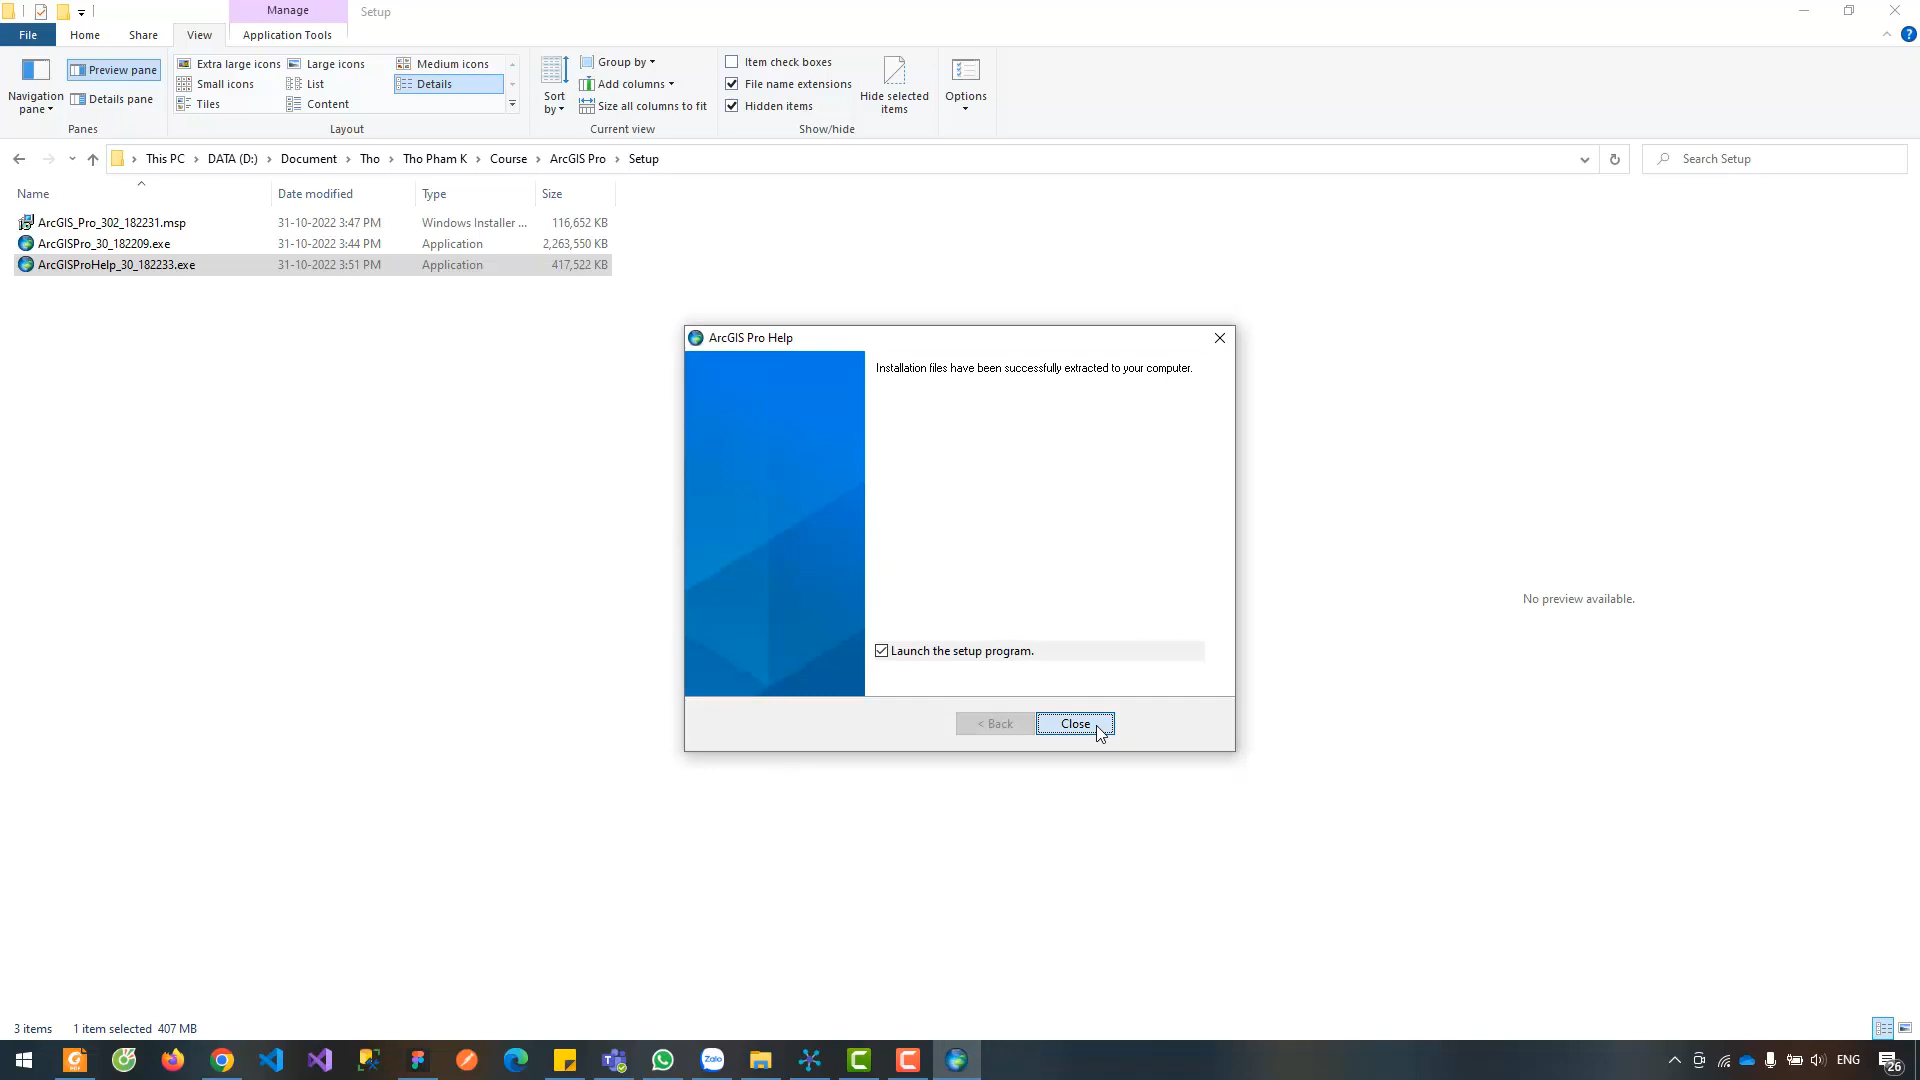 Manage
Setup
File
Home
Share
View
Application Tools
Navigation pane
Preview pane
Details pane
Panes
Extra large icons
Large icons
Medium icons
Small icons
List
Details
Tiles
Content
Layout
Sort by
Group by
Add columns
Size all columns to fit
Current view
Item check boxes
File name extensions
Hidden items
Hide selected items
Show/hide
Options
This PC
DATA (D:)
Document
Tho
Tho Pham K
Course
ArcGIS Pro
Setup
Search Setup
Name
Date modified
Type
Size
ArcGIS_Pro_302_182231.msp 31-10-2022 3:47 PM Windows Installer ... 116,652 KB
ArcGISPro_30_182209.exe 31-10-2022 3:44 PM Application 2,263,550 KB
ArcGISProHelp_30_182233.exe 31-10-2022 3:51 PM Application 417,522 KB
ArcGIS Pro Help
Installation files have been successfully extracted to your computer.
Launch the setup program.
< Back
Close
No preview available.
3 items
1 item selected 407 MB
Zalo
ENG
26